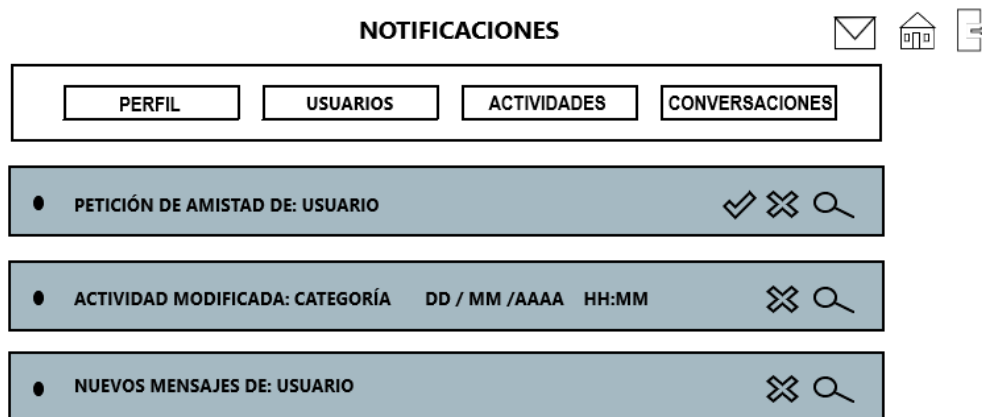 NOTIFICACIONES
PERFIL
USUARIOS
ACTIVIDADES
CONVERSACIONES
PETICIÓN DE AMISTAD DE: USUARIO
ACTIVIDAD MODIFICADA: CATEGORÍA DD / MM /AAAA HH:MM
NUEVOS MENSAJES DE: USUARIO